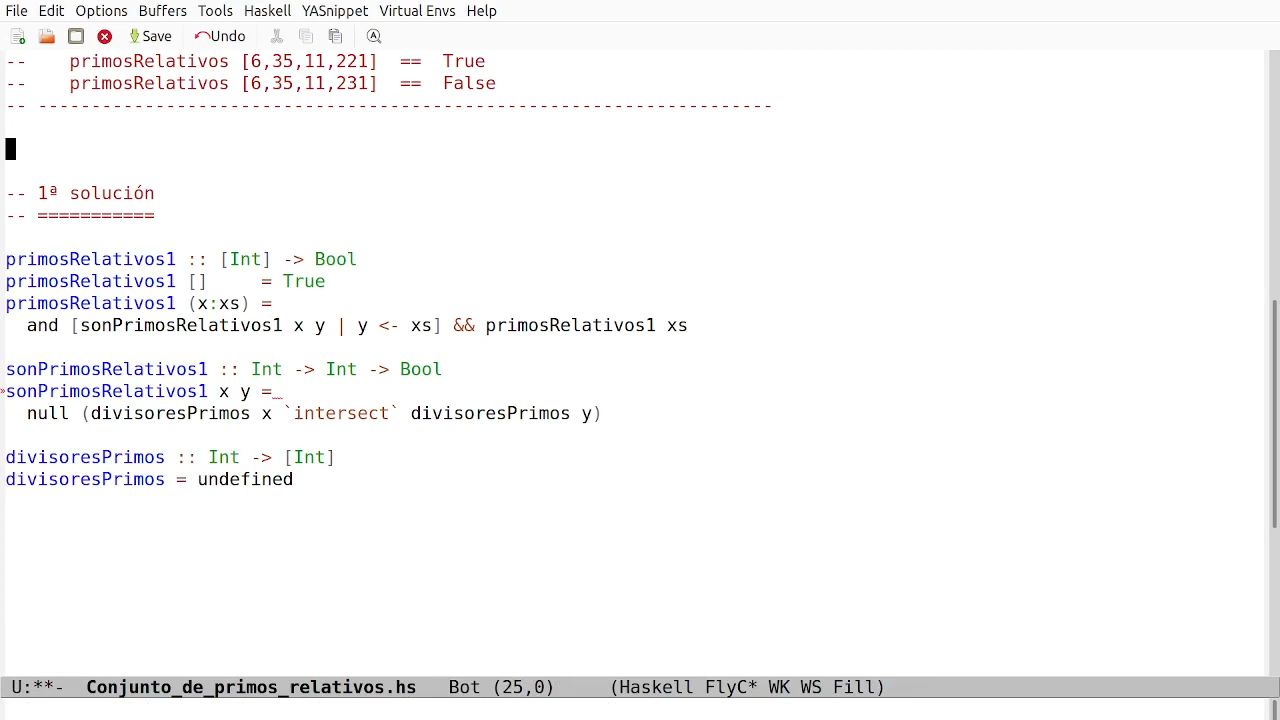 File Edit Options Buffers Tools Haskell YASnippet Virtual Envs Help
Save Undo
--    primosRelativos [6,35,11,221]  ==  True
--    primosRelativos [6,35,11,231]  ==  False
-- ---------------------------------------------------------------------
-- 1ª solución
-- ===========
primosRelativos1 :: [Int] -> Bool
primosRelativos1 []     = True
primosRelativos1 (x:xs) =
  and [sonPrimosRelativos1 x y | y <- xs] && primosRelativos1 xs
sonPrimosRelativos1 :: Int -> Int -> Bool
sonPrimosRelativos1 x y =
  null (divisoresPrimos x `intersect` divisoresPrimos y)
divisoresPrimos :: Int -> [Int]
divisoresPrimos = undefined
U:**-  Conjunto_de_primos_relativos.hs   Bot (25,0)     (Haskell FlyC* WK WS Fill)